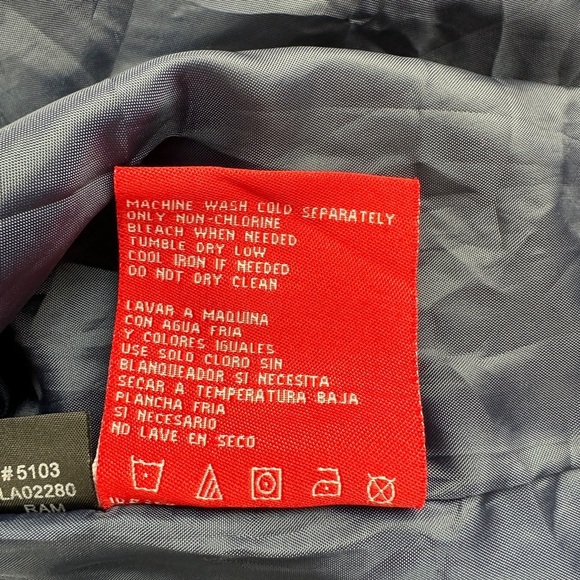 MACHINE WASH COLD SEPARATELY
ONLY NON-CHLORINE
BLEACH WHEN NEEDED
TUMBLE DRY LOW
COOL IRON IF NEEDED
DO NOT DRY CLEAN
LAVAR A MAQUINA
CON AGUA FRIA
Y COLORES IGUALES
USE SOLO CLORO SIN
BLANQUEADOR SI NECESITA
SECAR A TEMPERATURA BAJA
PLANCHA FRIA
SI NECESARIO
NO LAVE EN SECO
#5103
LA02280
RAM